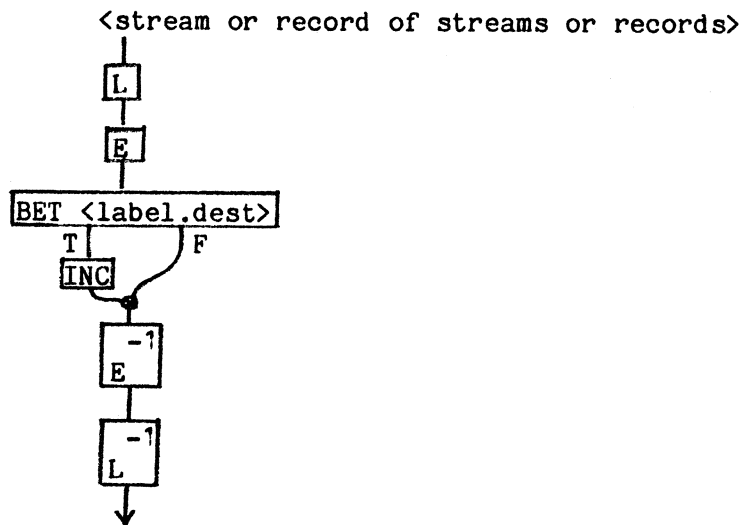 <stream or record of streams or records>
L
E
BET <label.dest>
T F
INC
-1
E
-1
L